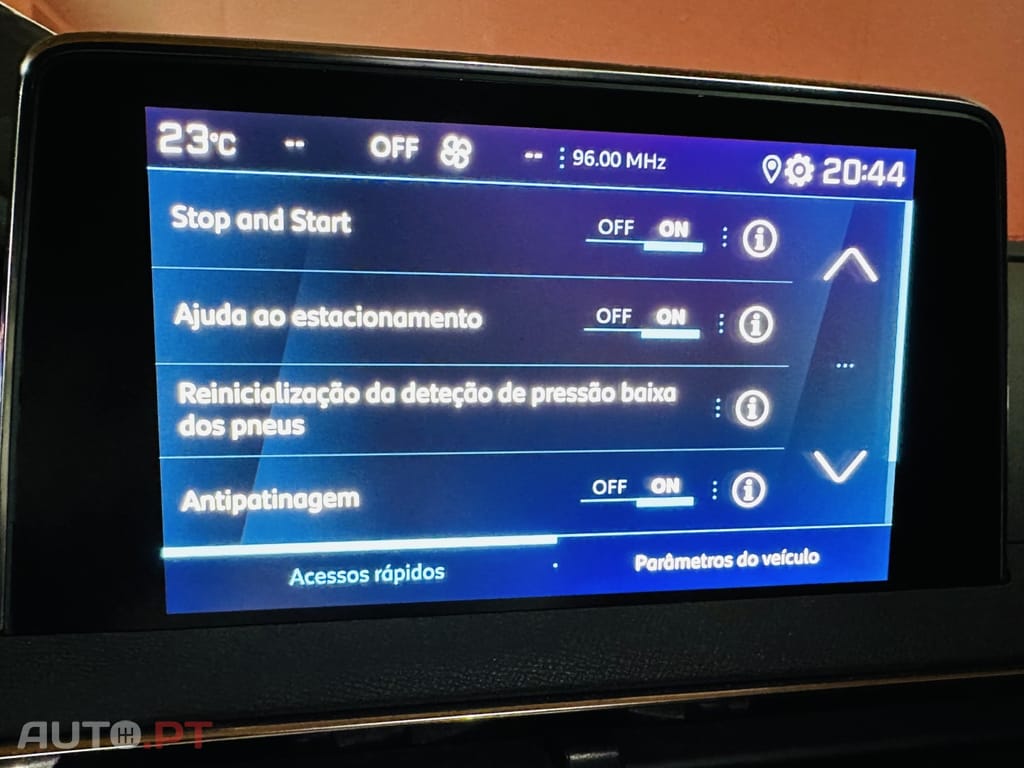 23°C -- OFF -- 96.00 MHz 20:44
Stop and Start OFF ON
Ajuda ao estacionamento OFF ON
Reinicialização da deteção de pressão baixa
dos pneus
Antipatinagem OFF ON
Acessos rápidos Parâmetros do veículo
AUTO.PT